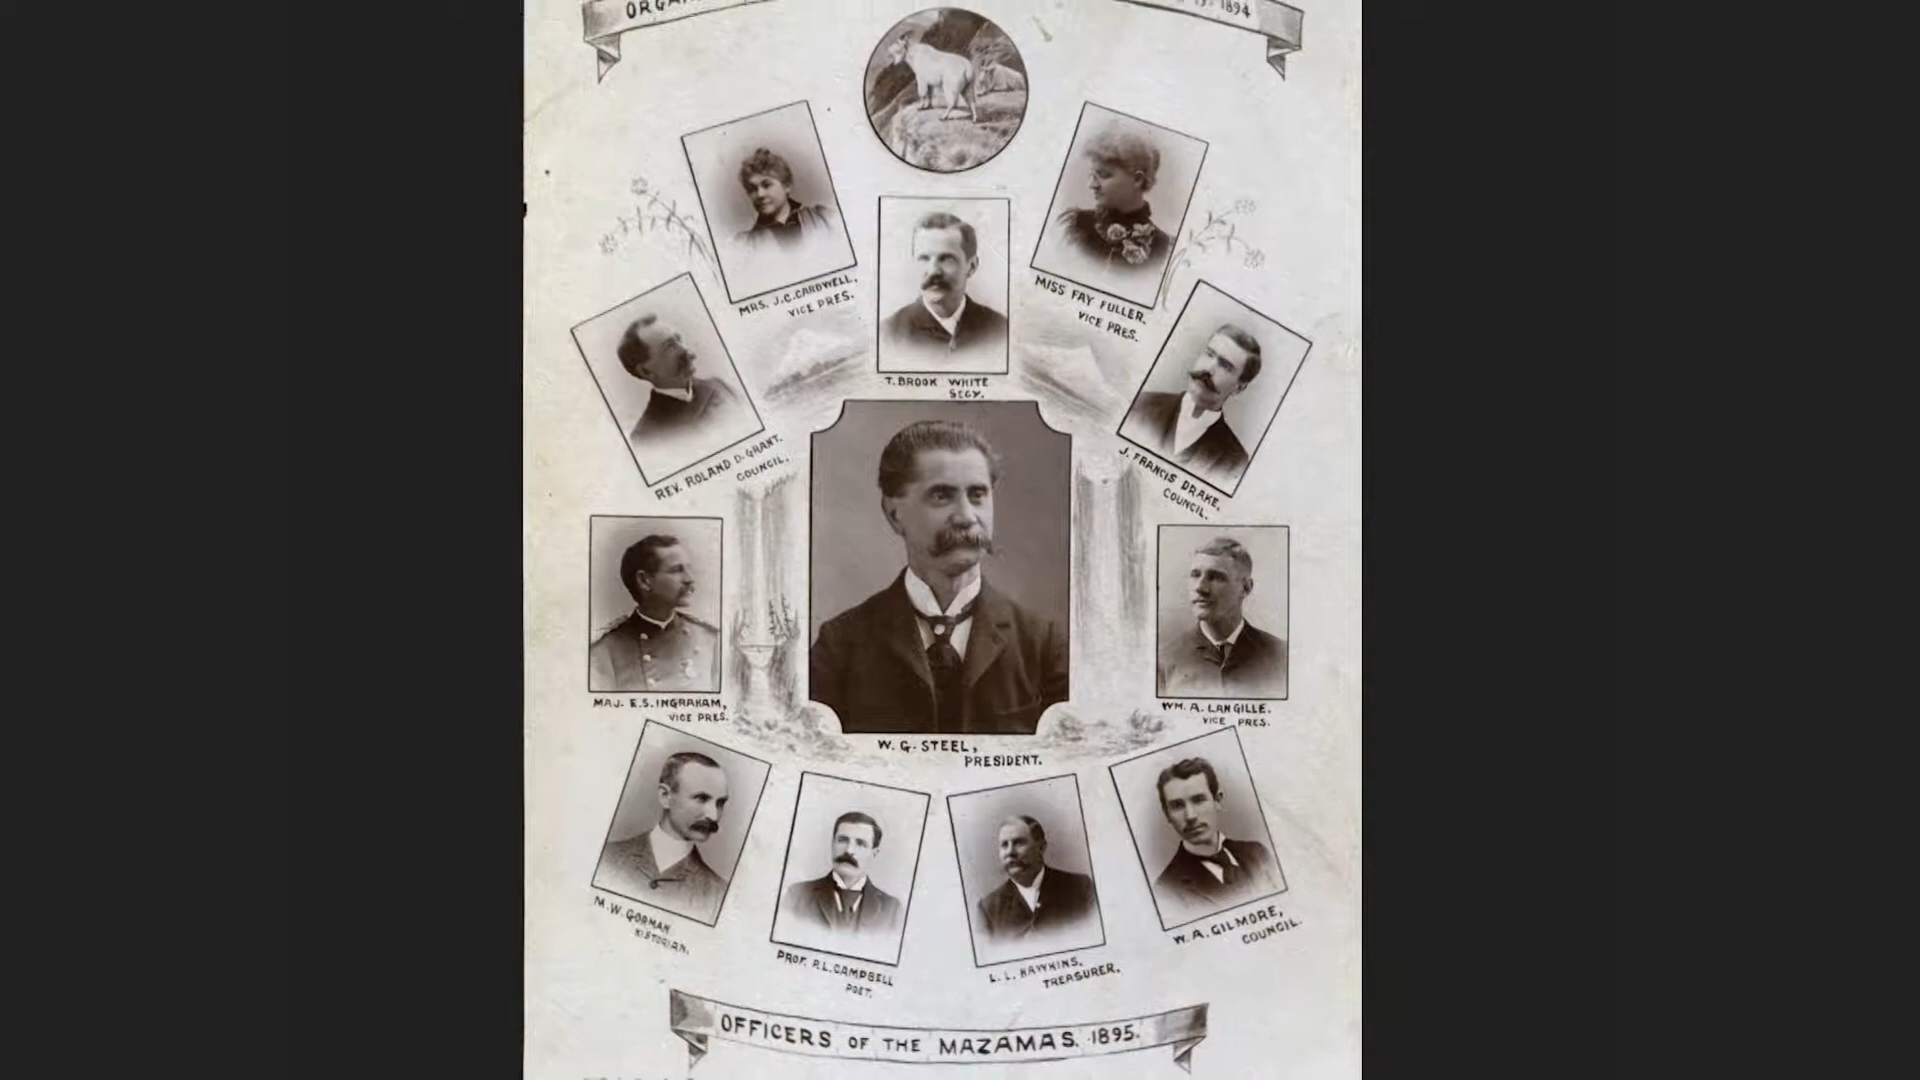 1894
MRS. J.C. CARDWELL,
VICE PRES.
MISS FAY FULLER.
VICE PRES.
T. BROOK WHITE
SECY.
REV. ROLAND D. GRANT.
COUNCIL.
J. FRANCIS DRAKE,
COUNCIL.
MAJ. E.S. INGRAHAM,
VICE PRES.
WM. A. LANGILLE.
VICE PRES.
W. G. STEEL,
PRESIDENT.
M.W. GORMAN
HISTORIAN.
PROF. P.L. CAMPBELL
POET.
L. L. HAWKINS.
TREASURER.
W. A. GILMORE,
COUNCIL.
OFFICERS OF THE MAZAMAS. 1895.